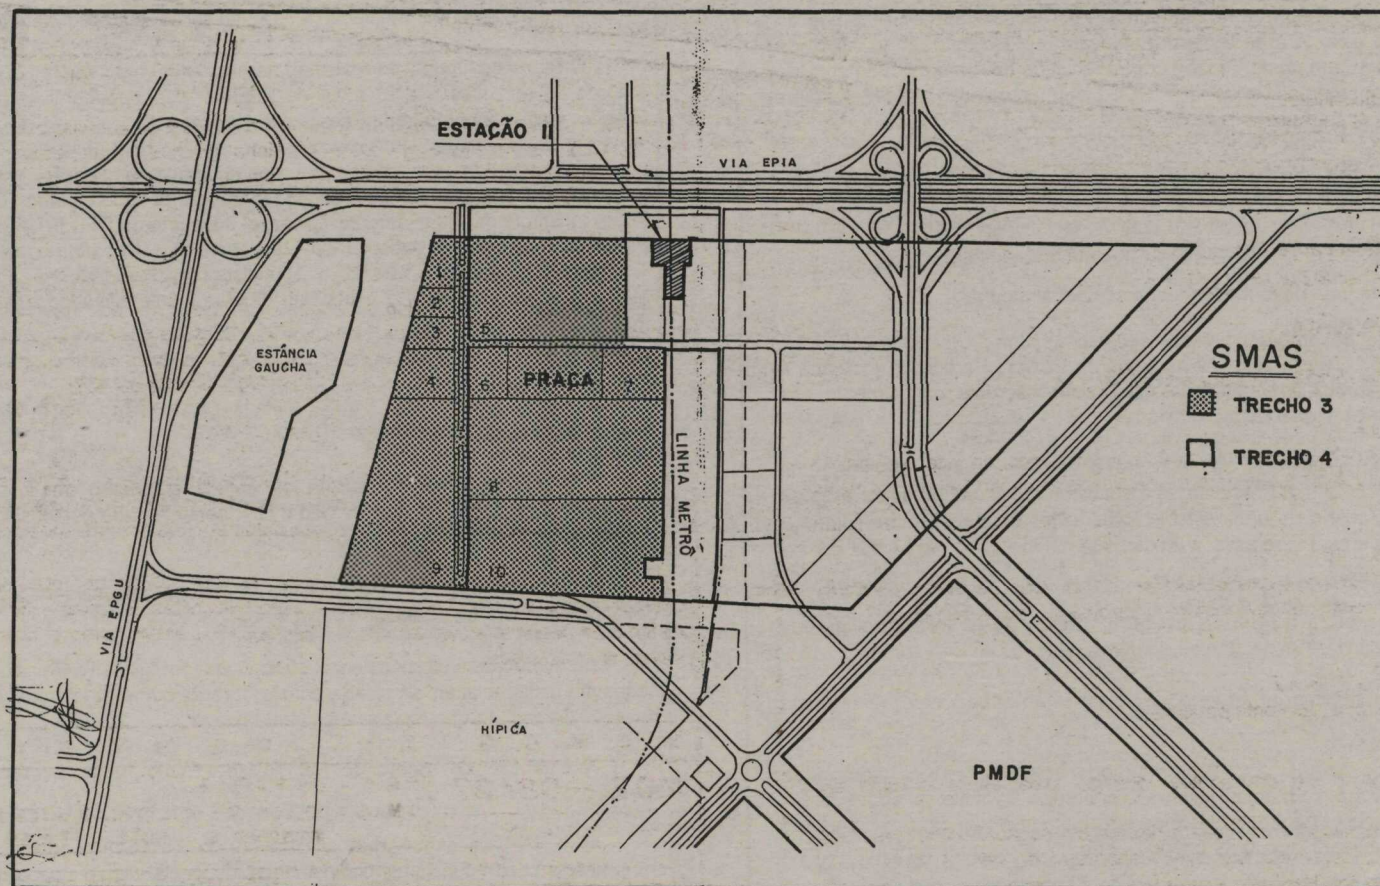 ESTAÇÃO II
VIA EPIA
1
2
3
5
ESTÂNCIA
GAUCHA
4
6
PRAÇA
7
SMAS
TRECHO 3
TRECHO 4
LINHA METRÔ
8
9
10
VIA EPGU
HÍPICA
PMDF